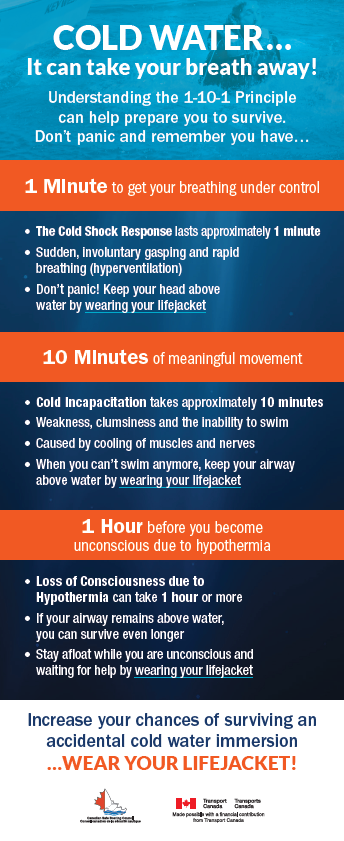 COLD WATER...
It can take your breath away!
Understanding the 1-10-1 Principle
can help prepare you to survive.
Don't panic and remember you have...
1 Minute to get your breathing under control
• The Cold Shock Response lasts approximately 1 minute
• Sudden, involuntary gasping and rapid
breathing (hyperventilation)
• Don't panic! Keep your head above
water by wearing your lifejacket
10 Minutes of meaningful movement
• Cold Incapacitation takes approximately 10 minutes
• Weakness, clumsiness and the inability to swim
• Caused by cooling of muscles and nerves
• When you can't swim anymore, keep your airway
above water by wearing your lifejacket
1 Hour before you become
unconscious due to hypothermia
• Loss of Consciousness due to
Hypothermia can take 1 hour or more
• If your airway remains above water,
you can survive even longer
• Stay afloat while you are unconscious and
waiting for help by wearing your lifejacket
Increase your chances of surviving an
accidental cold water immersion
...WEAR YOUR LIFEJACKET!
Canadian Safe Boating Council
Transport Transports
Canada Canada
Made possible with a financial contribution
from Transport Canada